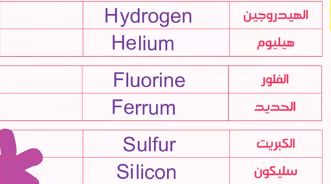 Hydrogen الهيدروجين
Helium هيليوم
Fluorine الفلور
Ferrum الحديد
Sulfur الكبريت
Silicon سليكون